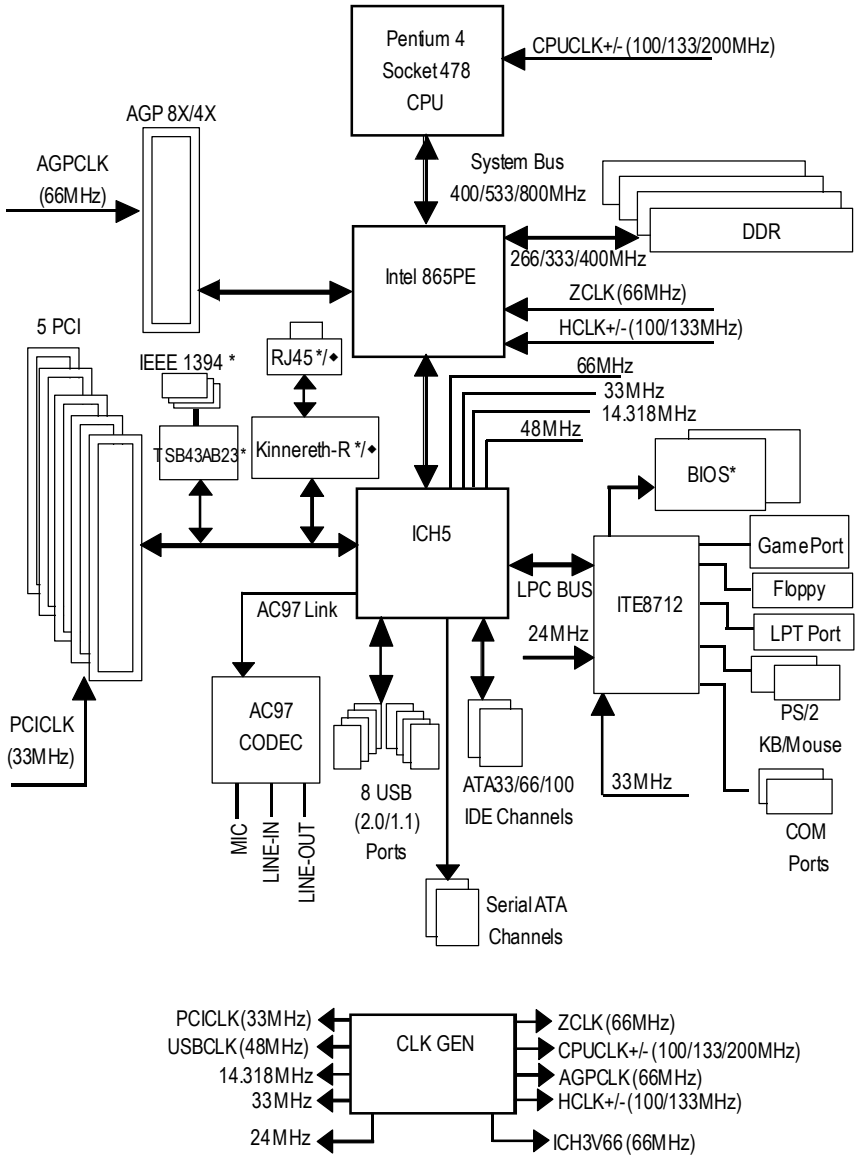 Pentium 4
Socket 478
CPU
CPUCLK+/- (100/133/200MHz)
AGP 8X/4X
AGPCLK
(66MHz)
System Bus
400/533/800MHz
DDR
266/333/400MHz
Intel 865PE
ZCLK (66MHz)
HCLK+/- (100/133MHz)
5 PCI
IEEE 1394 *
RJ45 */◆
66MHz
33MHz
14.318MHz
48MHz
TSB43AB23*
Kinnereth-R */◆
BIOS*
ICH5
Game Port
LPC BUS
ITE8712
Floppy
AC97 Link
LPT Port
24MHz
PCICLK
(33MHz)
AC97
CODEC
PS/2
KB/Mouse
8 USB
(2.0/1.1)
Ports
ATA33/66/100
IDE Channels
33MHz
MIC
LINE-IN
LINE-OUT
COM
Ports
Serial ATA
Channels
PCICLK (33MHz)
USBCLK (48MHz)
14.318MHz
33MHz
24MHz
CLK GEN
ZCLK (66MHz)
CPUCLK+/- (100/133/200MHz)
AGPCLK (66MHz)
HCLK+/- (100/133MHz)
ICH3V66 (66MHz)